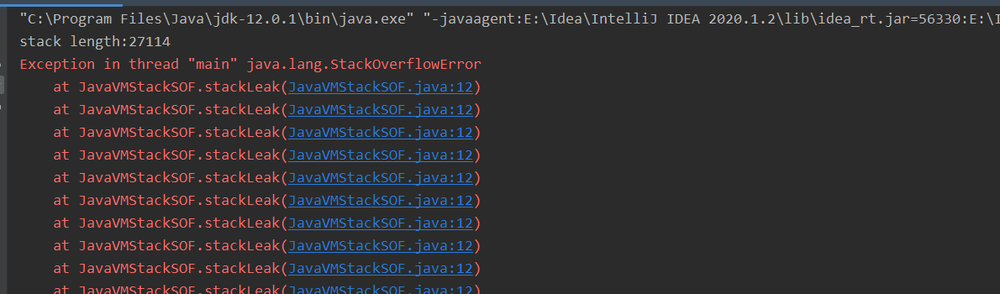 "C:\Program Files\Java\jdk-12.0.1\bin\java.exe" "-javaagent:E:\Idea\IntelliJ IDEA 2020.1.2\lib\idea_rt.jar=56330:E:\I
stack length:27114
Exception in thread "main" java.lang.StackOverflowError
    at JavaVMStackSOF.stackLeak(JavaVMStackSOF.java:12)
    at JavaVMStackSOF.stackLeak(JavaVMStackSOF.java:12)
    at JavaVMStackSOF.stackLeak(JavaVMStackSOF.java:12)
    at JavaVMStackSOF.stackLeak(JavaVMStackSOF.java:12)
    at JavaVMStackSOF.stackLeak(JavaVMStackSOF.java:12)
    at JavaVMStackSOF.stackLeak(JavaVMStackSOF.java:12)
    at JavaVMStackSOF.stackLeak(JavaVMStackSOF.java:12)
    at JavaVMStackSOF.stackLeak(JavaVMStackSOF.java:12)
    at JavaVMStackSOF.stackLeak(JavaVMStackSOF.java:12)
    at JavaVMStackSOF.stackLeak(JavaVMStackSOF.java:12)